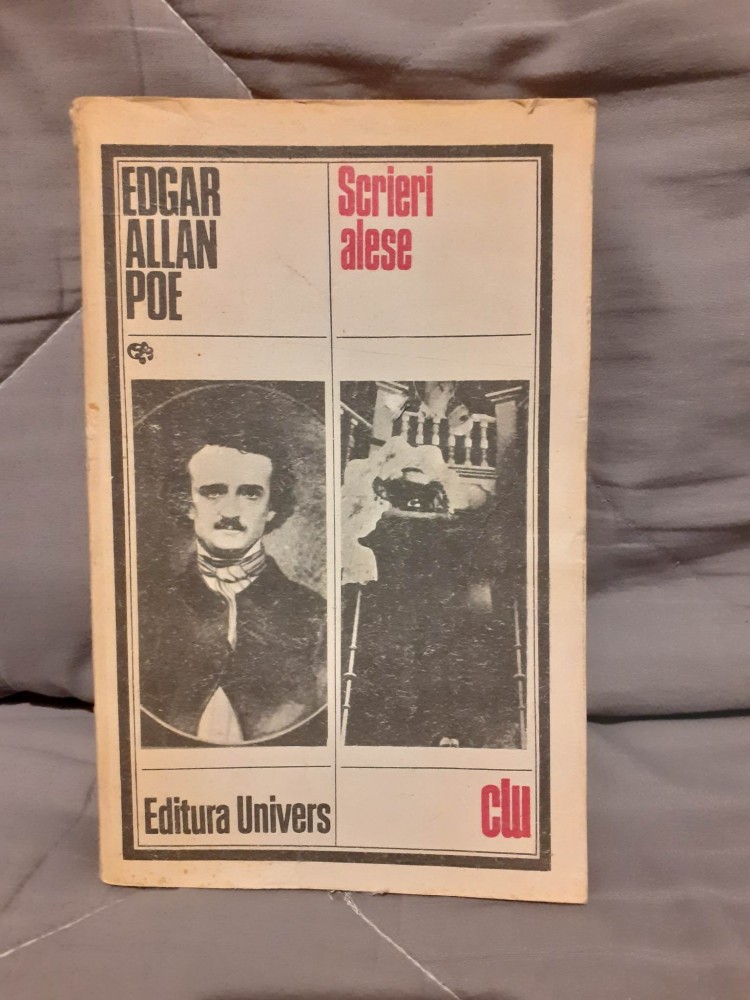 EDGAR
ALLAN
POE
Scrieri
alese
Editura Univers
clu